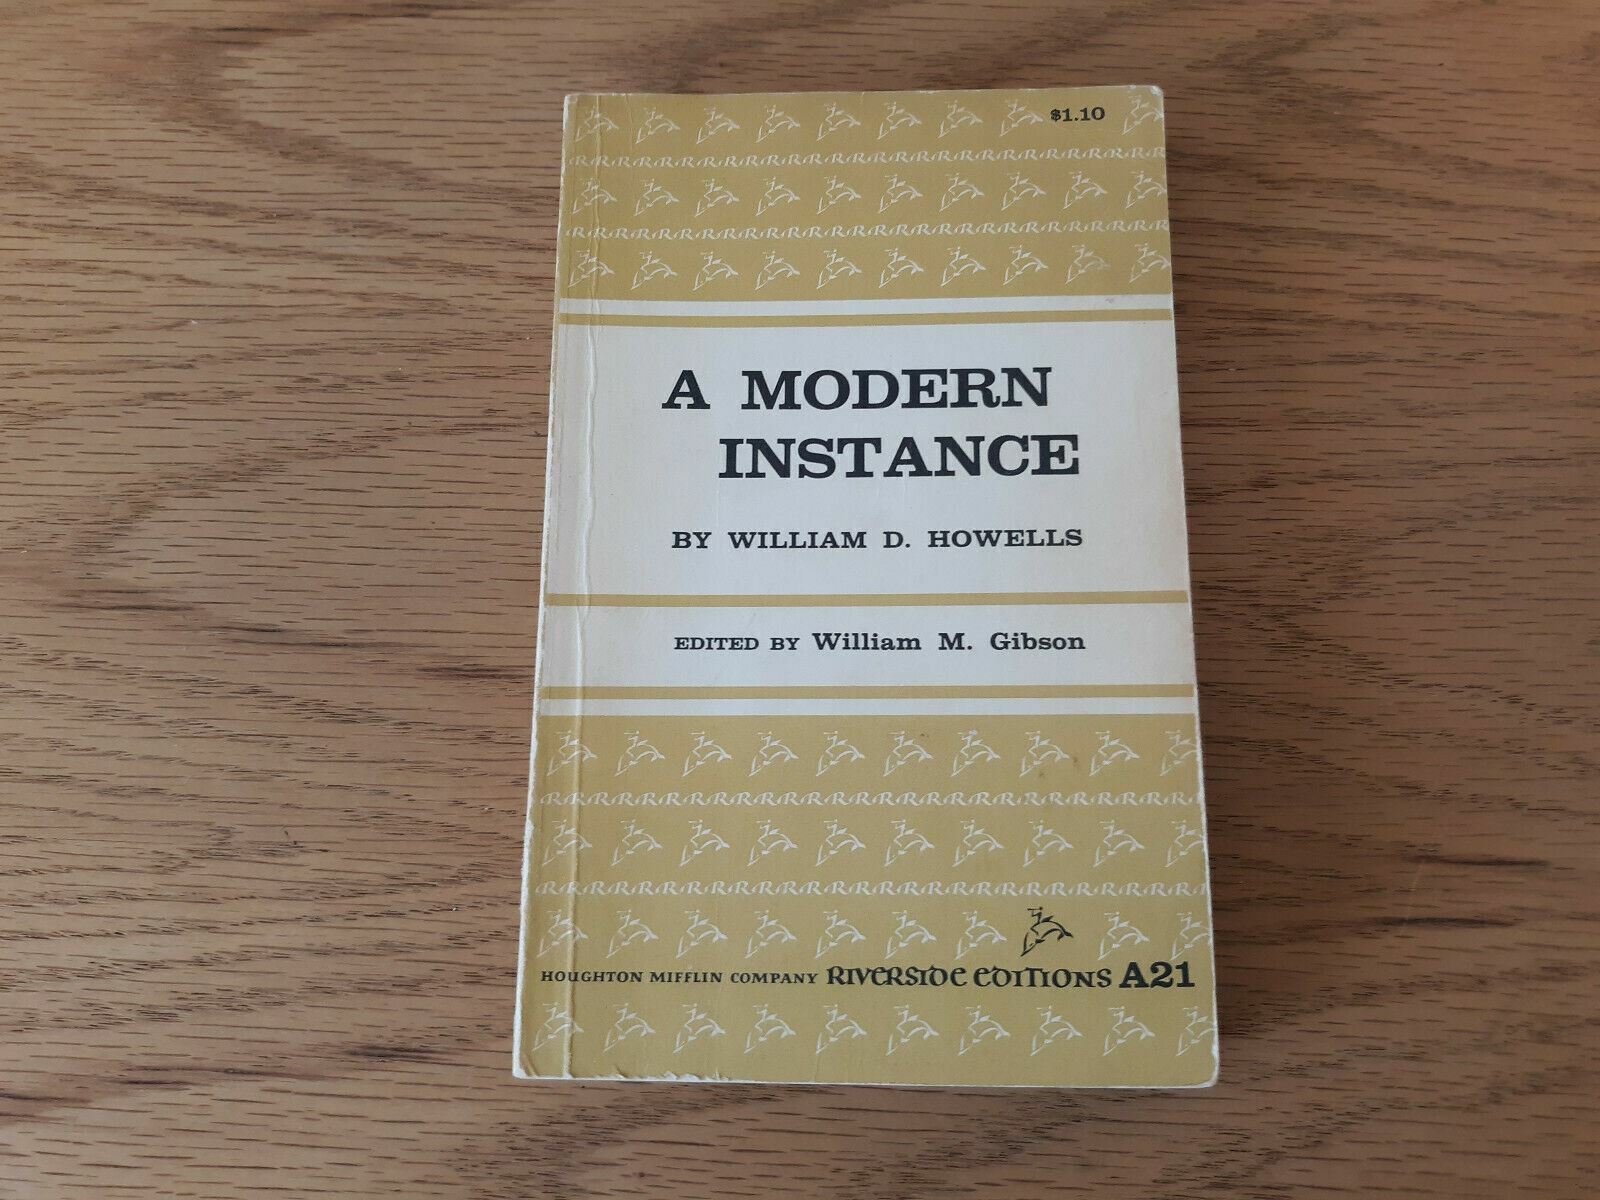 $1.10
A MODERN
INSTANCE
BY WILLIAM D. HOWELLS
EDITED BY William M. Gibson
HOUGHTON MIFFLIN COMPANY RIVERSIDE EDITIONS A21